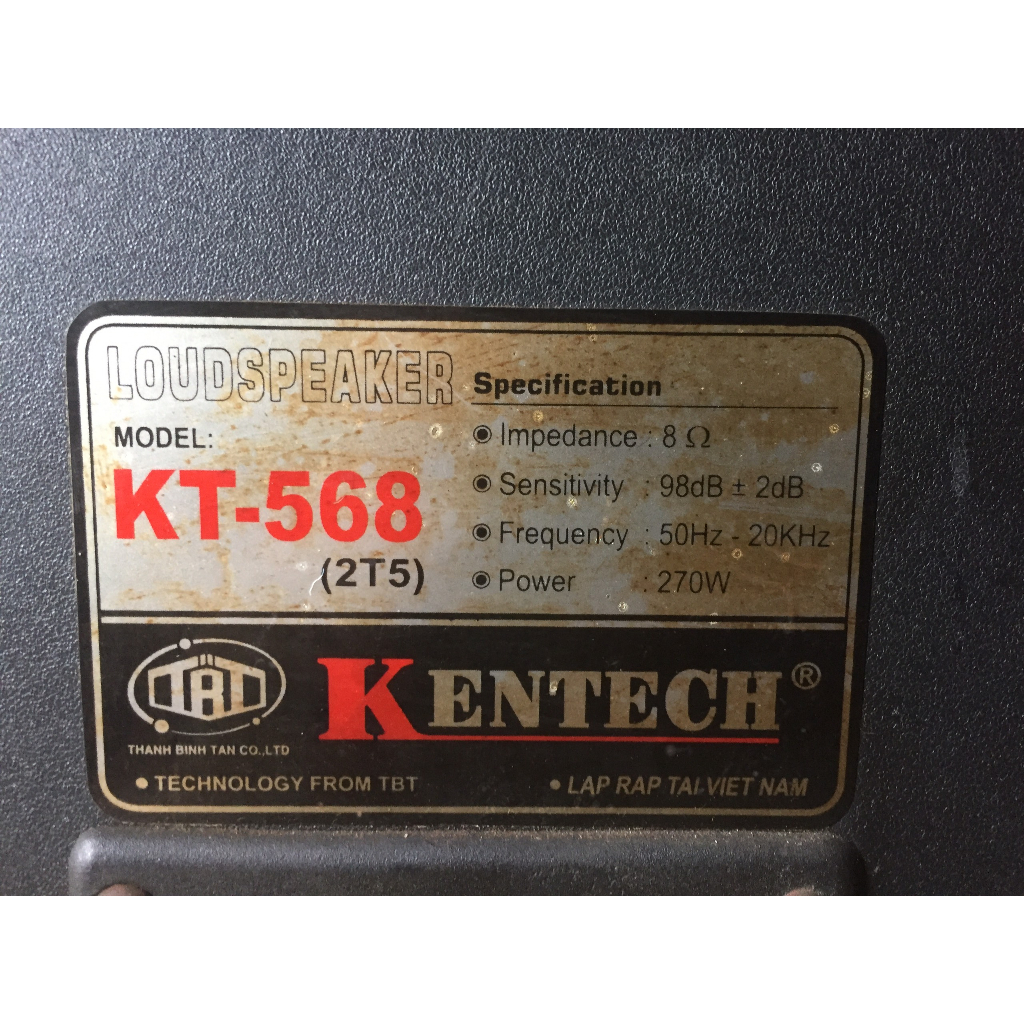 LOUDSPEAKER
MODEL:
KT-568
(2T5)
Specification
Impedance : 8 Ω
Sensitivity : 98dB ± 2dB
Frequency : 50Hz - 20KHz
Power : 270W
TBT
THANH BINH TAN CO.,LTD
KENTECH®
• TECHNOLOGY FROM TBT
• LAP RAP TAI VIET NAM